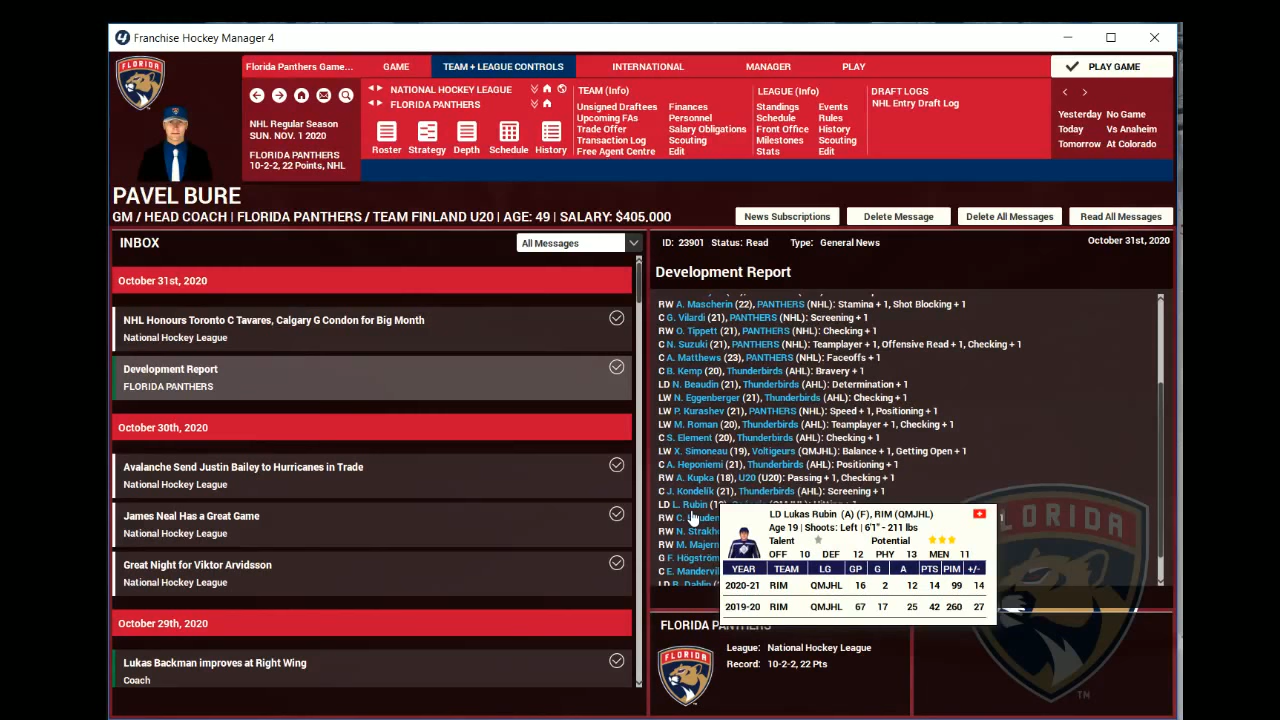 Franchise Hockey Manager 4
FLORIDA
Florida Panthers Game...
GAME
TEAM + LEAGUE CONTROLS
INTERNATIONAL
MANAGER
PLAY
PLAY GAME
NHL Regular Season
SUN. NOV. 1 2020
FLORIDA PANTHERS
10-2-2, 22 Points, NHL
NATIONAL HOCKEY LEAGUE
FLORIDA PANTHERS
Roster
Strategy
Depth
Schedule
History
TEAM (Info)
Unsigned Draftees Finances
Upcoming FAs Personnel
Trade Offer Salary Obligations
Transaction Log Scouting
Free Agent Centre Edit
LEAGUE (Info)
Standings Events
Schedule Rules
Front Office History
Milestones Scouting
Stats Edit
DRAFT LOGS
NHL Entry Draft Log
Yesterday No Game
Today Vs Anaheim
Tomorrow At Colorado
PAVEL BURE
GM / HEAD COACH | FLORIDA PANTHERS / TEAM FINLAND U20 | AGE: 49 | SALARY: $405,000
News Subscriptions
Delete Message
Delete All Messages
Read All Messages
INBOX
All Messages
October 31st, 2020
NHL Honours Toronto C Tavares, Calgary G Condon for Big Month
National Hockey League
Development Report
FLORIDA PANTHERS
October 30th, 2020
Avalanche Send Justin Bailey to Hurricanes in Trade
National Hockey League
James Neal Has a Great Game
National Hockey League
Great Night for Viktor Arvidsson
National Hockey League
October 29th, 2020
Lukas Backman improves at Right Wing
Coach
ID: 23901 Status: Read Type: General News
October 31st, 2020
Development Report
RW A. Mascherin (22), PANTHERS (NHL): Stamina + 1, Shot Blocking + 1
C G. Vilardi (21), PANTHERS (NHL): Screening + 1
RW O. Tippett (21), PANTHERS (NHL): Checking + 1
C N. Suzuki (21), PANTHERS (NHL): Teamplayer + 1, Offensive Read + 1, Checking + 1
C A. Matthews (23), PANTHERS (NHL): Faceoffs + 1
C B. Kemp (20), Thunderbirds (AHL): Bravery + 1
LD N. Beaudin (21), Thunderbirds (AHL): Determination + 1
LW N. Eggenberger (21), Thunderbirds (AHL): Checking + 1
LW P. Kurashev (21), PANTHERS (NHL): Speed + 1, Positioning + 1
LW M. Roman (20), Thunderbirds (AHL): Teamplayer + 1, Checking + 1
C S. Element (20), Thunderbirds (AHL): Checking + 1
LW X. Simoneau (19), Voltigeurs (QMJHL): Balance + 1, Getting Open + 1
C A. Heponiemi (21), Thunderbirds (AHL): Positioning + 1
RW A. Kupka (18), U20 (U20): Passing + 1, Checking + 1
C J. Kondelik (21), Thunderbirds (AHL): Screening + 1
LD L. Rubin
RW C.
RW N. Strakh
RW M. Majern
G F. Högström
C E. Mandervil
LD R. Dahlin
LD Lukas Rubin (A) (F), RIM (QMJHL)
Age 19 | Shoots: Left | 6'1" - 211 lbs
Talent Potential
OFF 10 DEF 12 PHY 13 MEN 11
YEAR TEAM LG GP G A PTS PIM +/-
2020-21 RIM QMJHL 16 2 12 14 99 14
2019-20 RIM QMJHL 67 17 25 42 260 27
FLORIDA PANTHERS
League: National Hockey League
Record: 10-2-2, 22 Pts
FLORIDA
FLORIDA
TM